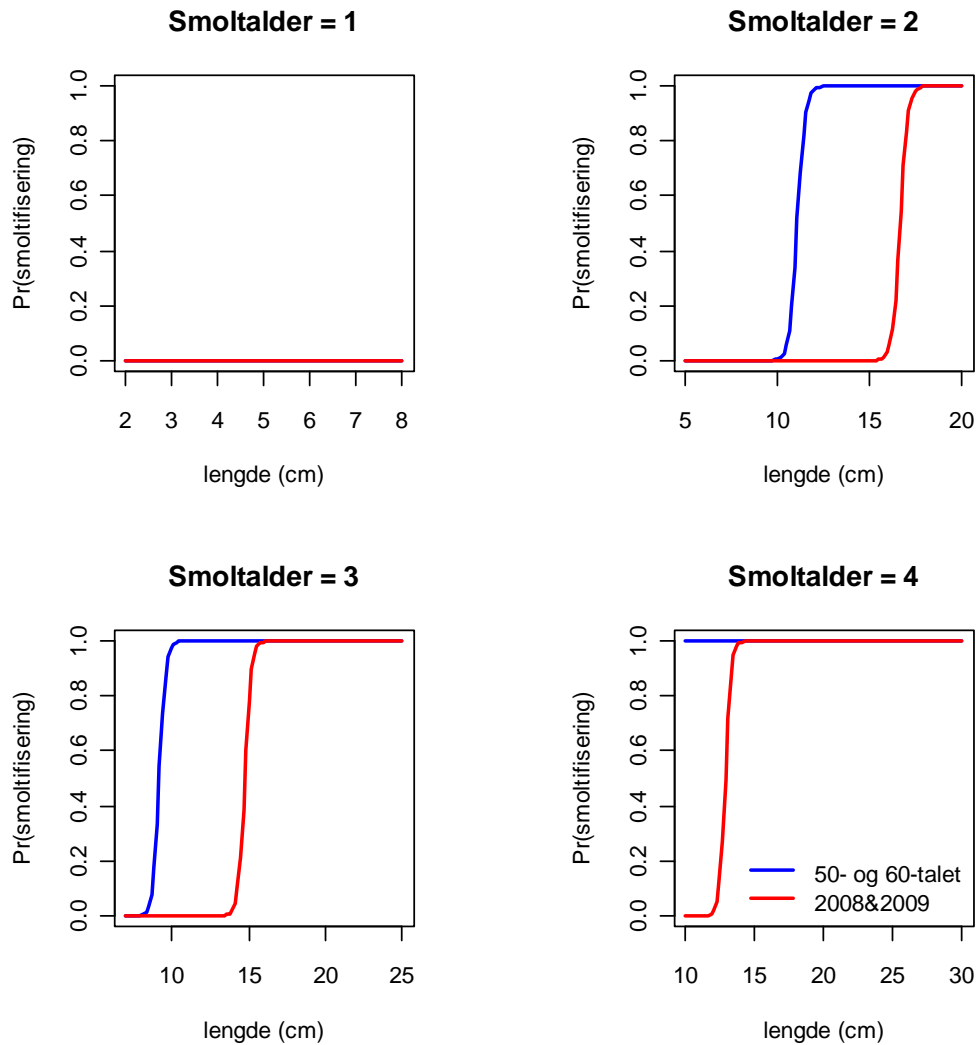 Smoltalder = 1
Pr(smoltifisering)
0.0 0.2 0.4 0.6 0.8 1.0
2 3 4 5 6 7 8
lengde (cm)
Smoltalder = 2
Pr(smoltifisering)
0.0 0.2 0.4 0.6 0.8 1.0
5 10 15 20
lengde (cm)
Smoltalder = 3
Pr(smoltifisering)
0.0 0.2 0.4 0.6 0.8 1.0
10 15 20 25
lengde (cm)
Smoltalder = 4
Pr(smoltifisering)
0.0 0.2 0.4 0.6 0.8 1.0
50- og 60-talet
2008&2009
10 15 20 25 30
lengde (cm)